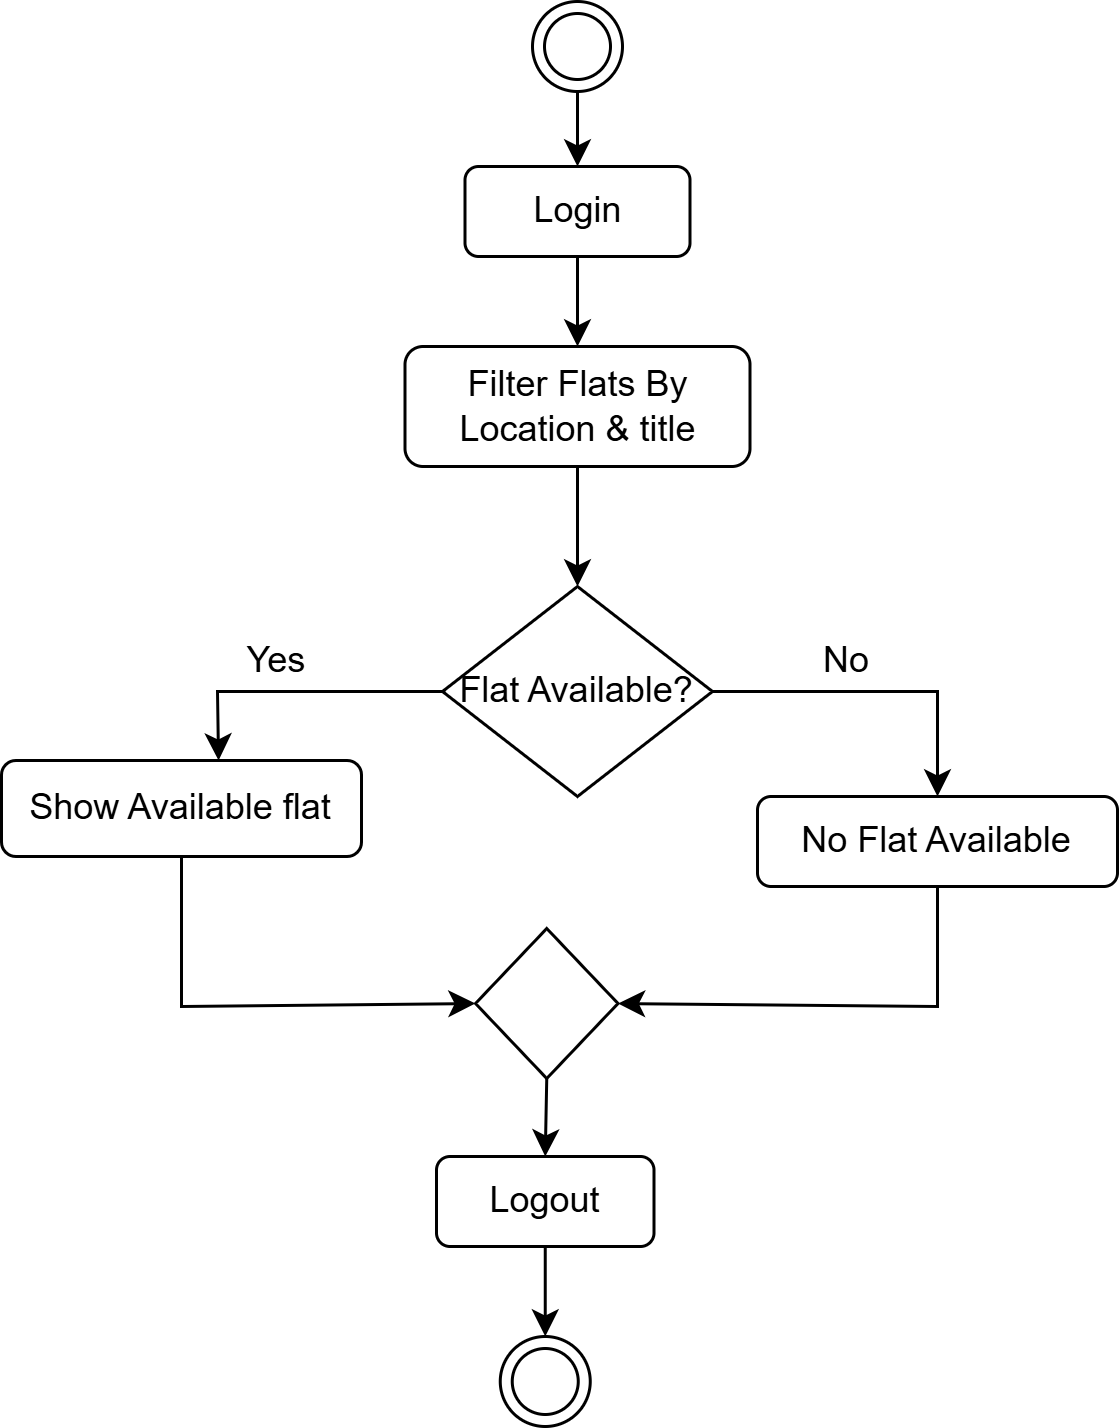 Login
Filter Flats By
Location & title
Yes
No
Flat Available?
Show Available flat
No Flat Available
Logout